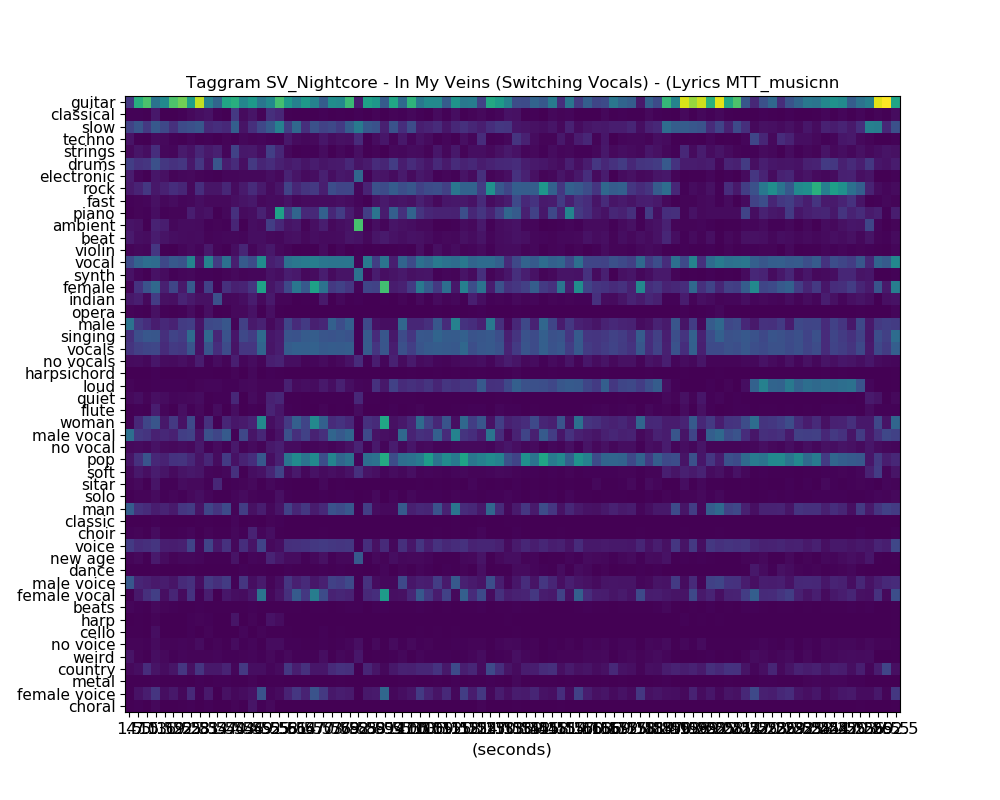 Taggram SV_Nightcore - In My Veins (Switching Vocals) - (Lyrics MTT_musicnn
guitar
classical
slow
techno
strings
drums
electronic
rock
fast
piano
ambient
beat
violin
vocal
synth
female
indian
opera
male
singing
vocals
no vocals
harpsichord
loud
quiet
flute
woman
male vocal
no vocal
pop
soft
sitar
solo
man
classic
choir
voice
new age
dance
male voice
female vocal
beats
harp
cello
no voice
weird
country
metal
female voice
choral
(seconds)